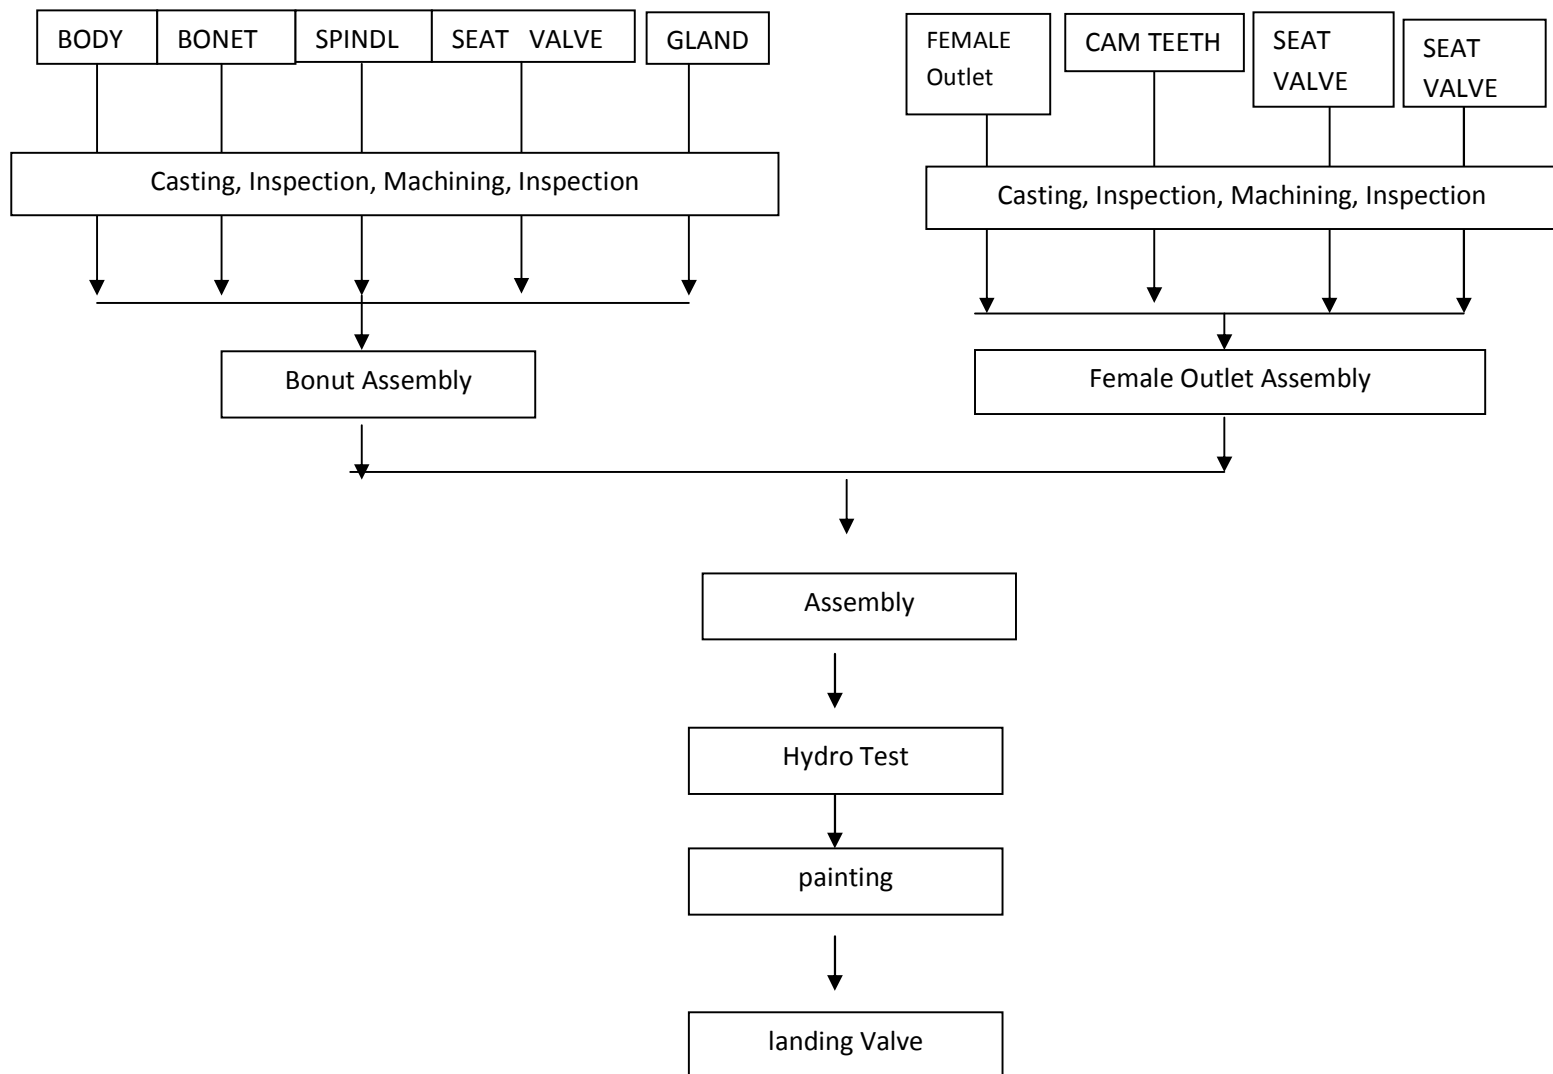 BODY
BONET
SPINDL
SEAT VALVE
GLAND
FEMALE
Outlet
CAM TEETH
SEAT
VALVE
SEAT
VALVE
Casting, Inspection, Machining, Inspection
Casting, Inspection, Machining, Inspection
Bonut Assembly
Female Outlet Assembly
Assembly
Hydro Test
painting
landing Valve